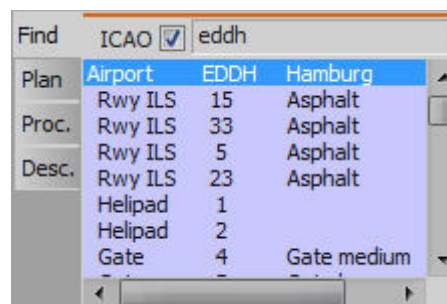 Find ICAO eddh
Plan
Proc.
Desc.
Airport EDDH Hamburg
Rwy ILS 15 Asphalt
Rwy ILS 33 Asphalt
Rwy ILS 5 Asphalt
Rwy ILS 23 Asphalt
Helipad 1
Helipad 2
Gate 4 Gate medium